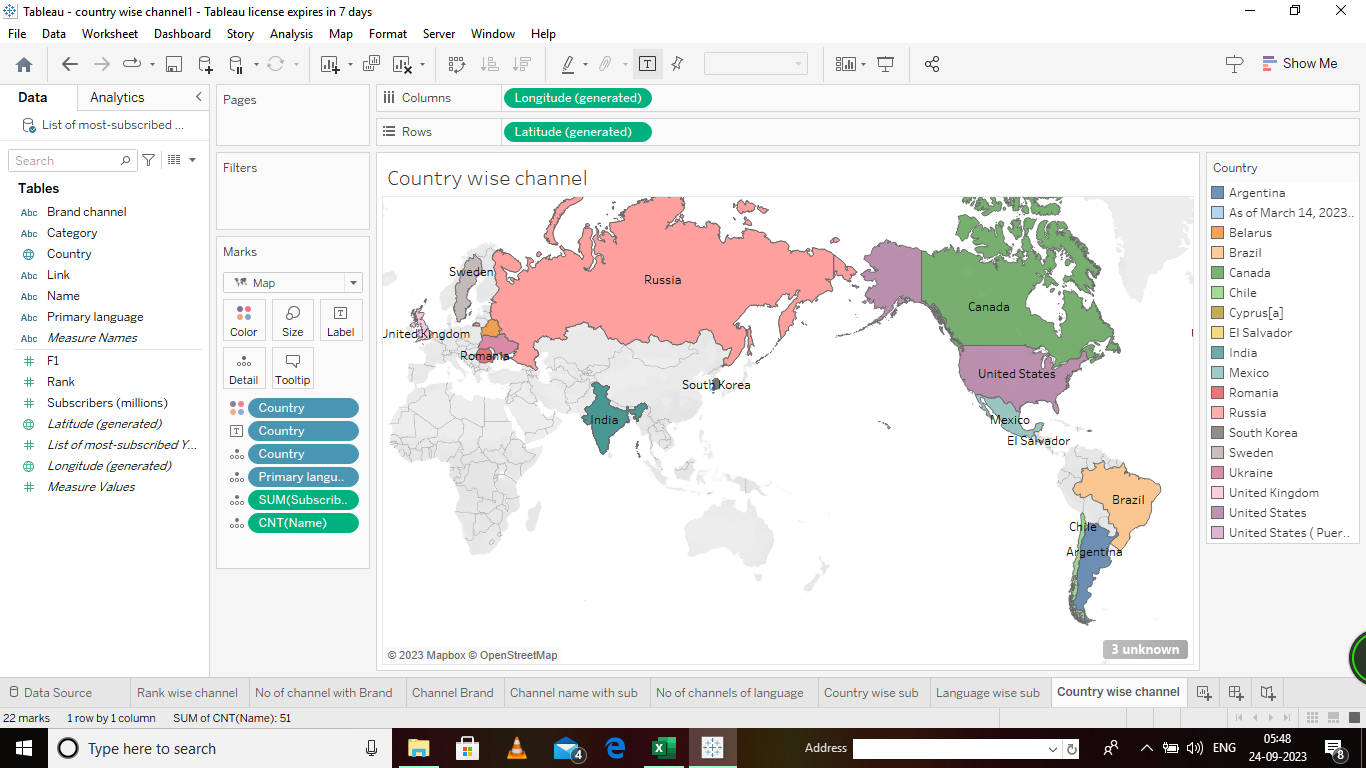 Tableau - country wise channel1 - Tableau license expires in 7 days
File Data Worksheet Dashboard Story Analysis Map Format Server Window Help
Show Me
Data Analytics
List of most-subscribed ...
Search
Tables
Abc Brand channel
Abc Category
Country
Abc Link
Abc Name
Abc Primary language
Abc Measure Names
F1
Rank
Subscribers (millions)
Latitude (generated)
List of most-subscribed Y...
Longitude (generated)
Measure Values
Pages
Filters
Marks
Map
Color Size Label
Detail Tooltip
Country
Country
Country
Primary langu..
SUM(Subscrib..
CNT(Name)
Columns Longitude (generated)
Rows Latitude (generated)
Country wise channel
Sweden
Russia
Canada
United Kingdom
Romania
United States
South Korea
India
Mexico
El Salvador
Brazil
Chile
Argentina
© 2023 Mapbox © OpenStreetMap
3 unknown
Country
Argentina
As of March 14, 2023..
Belarus
Brazil
Canada
Chile
Cyprus[a]
El Salvador
India
Mexico
Romania
Russia
South Korea
Sweden
Ukraine
United Kingdom
United States
United States ( Puer..
Data Source Rank wise channel No of channel with Brand Channel Brand Channel name with sub No of channels of language Country wise sub Language wise sub Country wise channel
22 marks 1 row by 1 column SUM of CNT(Name): 51
Type here to search
4
Address
ENG
05:48
24-09-2023
8